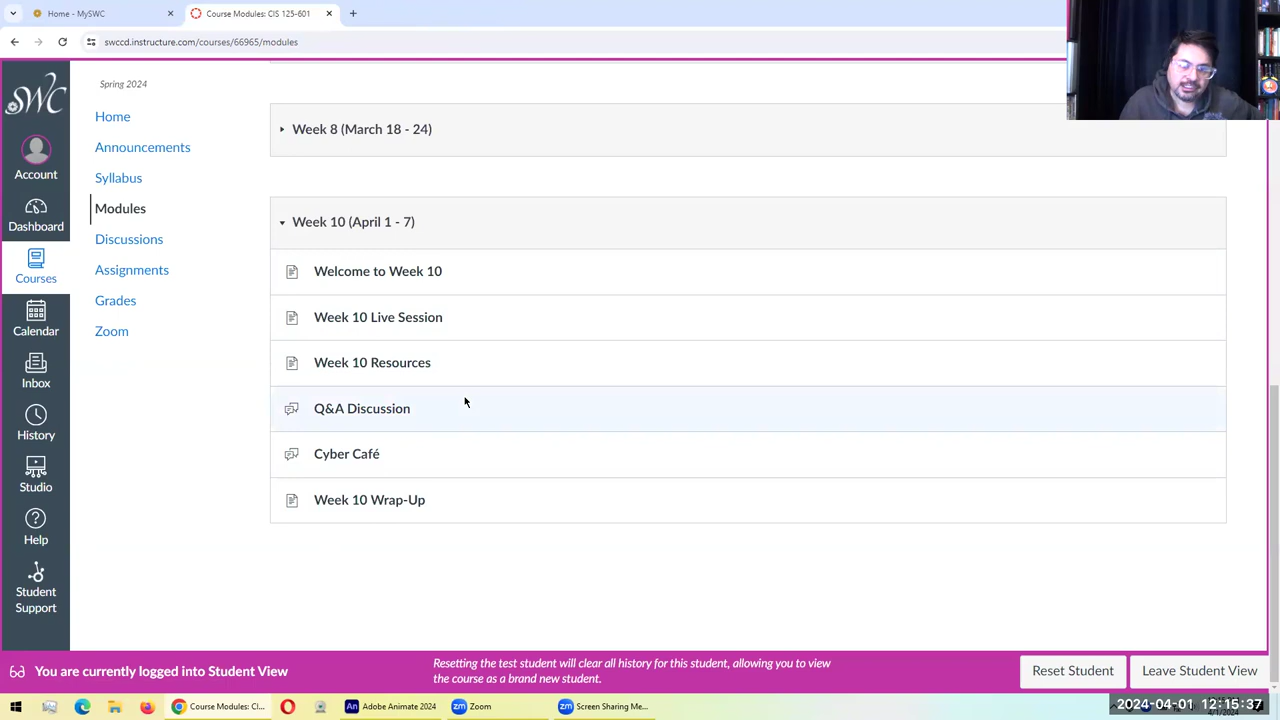 Home - MySWC
Course Modules: CIS 125-601
swccd.instructure.com/courses/66965/modules
SWC
Account
Dashboard
Courses
Calendar
Inbox
History
Studio
Help
Student
Support
Spring 2024
Home
Announcements
Syllabus
Modules
Discussions
Assignments
Grades
Zoom
Week 8 (March 18 - 24)
Week 10 (April 1 - 7)
Welcome to Week 10
Week 10 Live Session
Week 10 Resources
Q&A Discussion
Cyber Café
Week 10 Wrap-Up
You are currently logged into Student View
Resetting the test student will clear all history for this student, allowing you to view
the course as a brand new student.
Reset Student
Leave Student View
Course Modules: CI...
An
Adobe Animate 2024
zm
Zoom
zm
Screen Sharing Me...
2024-04-01 12:15:37